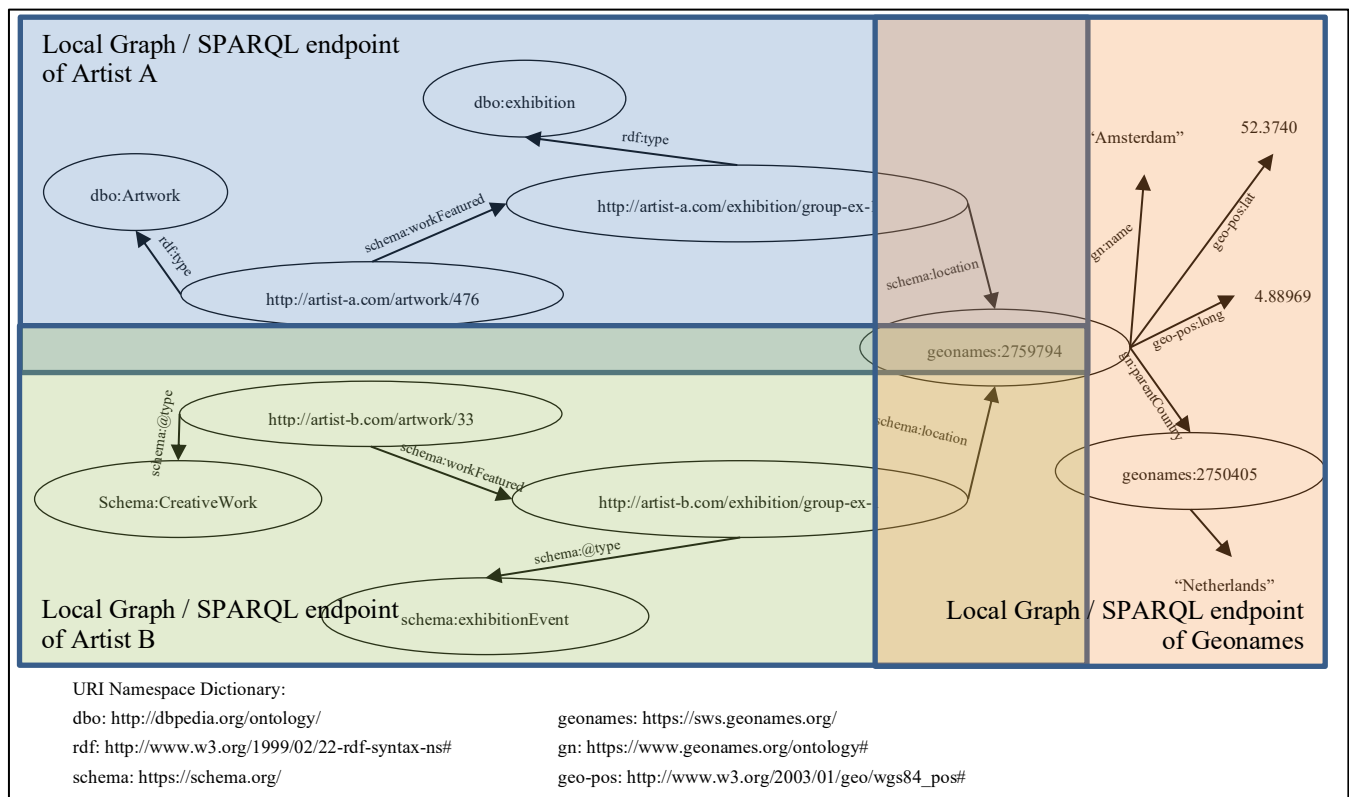 Local Graph / SPARQL endpoint
of Artist A
dbo:exhibition
rdf:type
dbo:Artwork
rdf:type
schema:workFeatured
http://artist-a.com/exhibition/group-ex-
http://artist-a.com/artwork/476
schema:location
"Amsterdam"
52.3740
gn:name
geo-pos:lat
4.88969
geo-pos:long
geonames:2759794
gn:parentCountry
geonames:2750405
"Netherlands"
http://artist-b.com/artwork/33
schema:@type
schema:workFeatured
schema:location
Schema:CreativeWork
http://artist-b.com/exhibition/group-ex-
schema:@type
schema:exhibitionEvent
Local Graph / SPARQL endpoint
of Artist B
Local Graph / SPARQL endpoint
of Geonames
URI Namespace Dictionary:
dbo: http://dbpedia.org/ontology/
rdf: http://www.w3.org/1999/02/22-rdf-syntax-ns#
schema: https://schema.org/
geonames: https://sws.geonames.org/
gn: https://www.geonames.org/ontology#
geo-pos: http://www.w3.org/2003/01/geo/wgs84_pos#